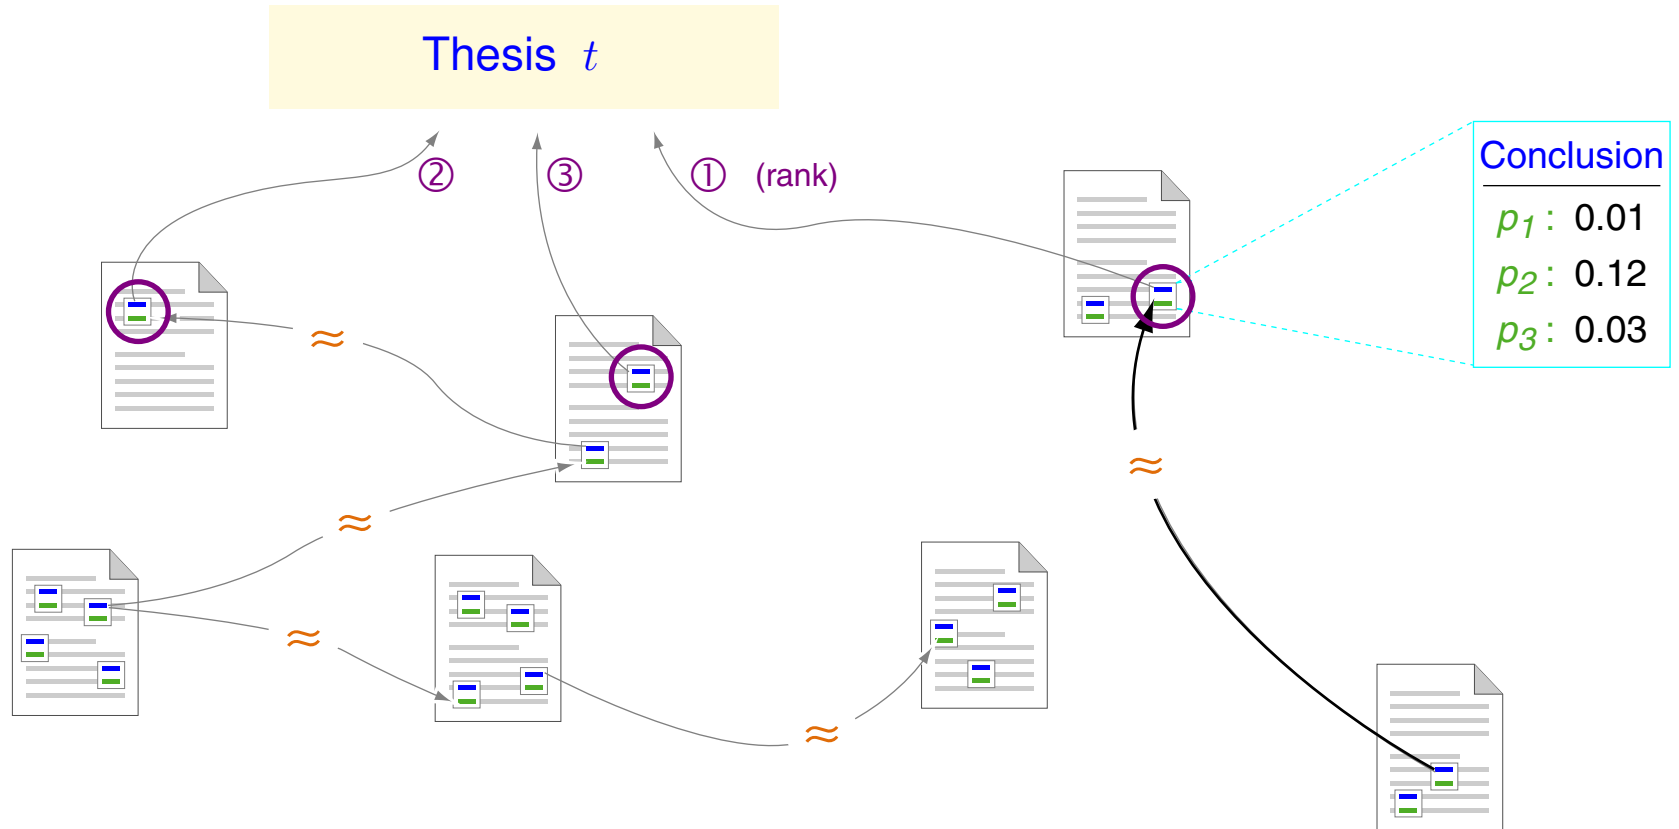 Thesis t
② ③ ① (rank)
Conclusion
p1 : 0.01
p2 : 0.12
p3 : 0.03
≈
≈
≈
≈
≈